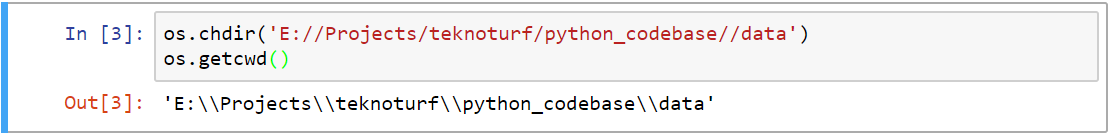 In [3]: os.chdir('E://Projects/teknoturf/python_codebase//data')
os.getcwd()
Out[3]: 'E:\\Projects\\teknoturf\\python_codebase\\data'